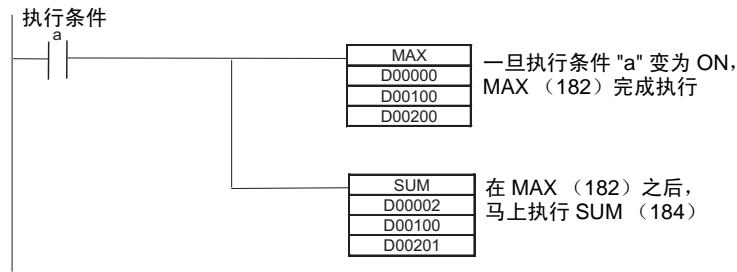 执行条件
a
MAX
D00000
D00100
D00200
一旦执行条件 "a" 变为 ON，
MAX （182）完成执行
SUM
D00002
D00100
D00201
在 MAX （182）之后，
马上执行 SUM （184）